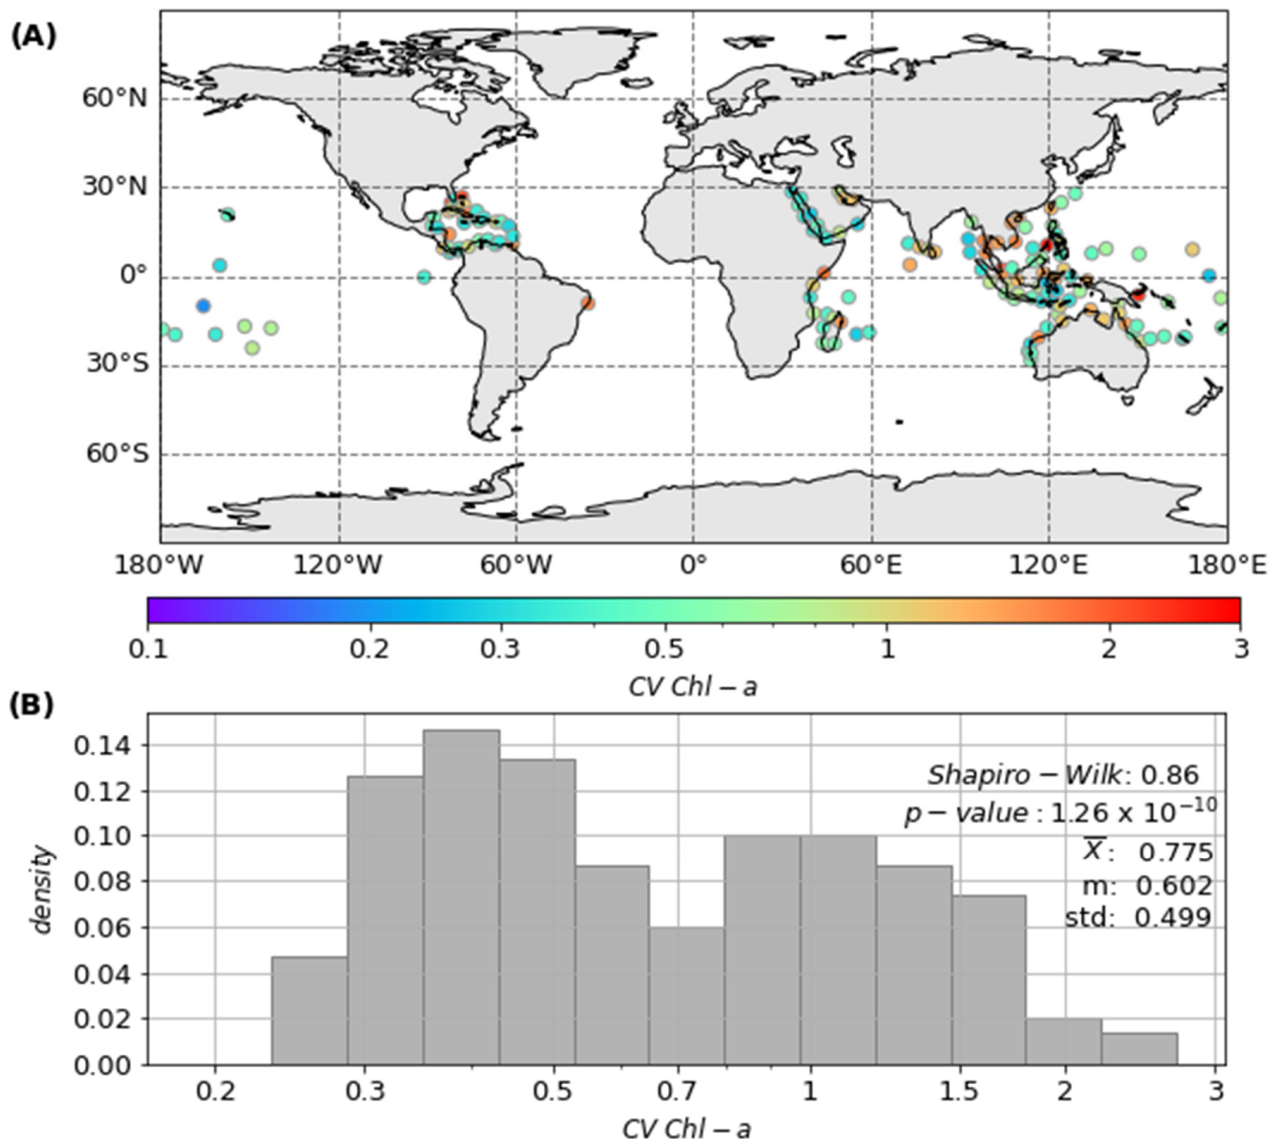 (A)
60°N
30°N
0°
30°S
60°S
180°W 120°W 60°W 0° 60°E 120°E 180°E
0.1 0.2 0.3 0.5 1 2 3
CV Chl – a
(B)
0.14
0.12
0.10
0.08
0.06
0.04
0.02
0.00
density
Shapiro – Wilk: 0.86
p – value : 1.26 x 10⁻¹⁰
X̅: 0.775
m: 0.602
std: 0.499
0.2 0.3 0.5 0.7 1 1.5 2 3
CV Chl – a